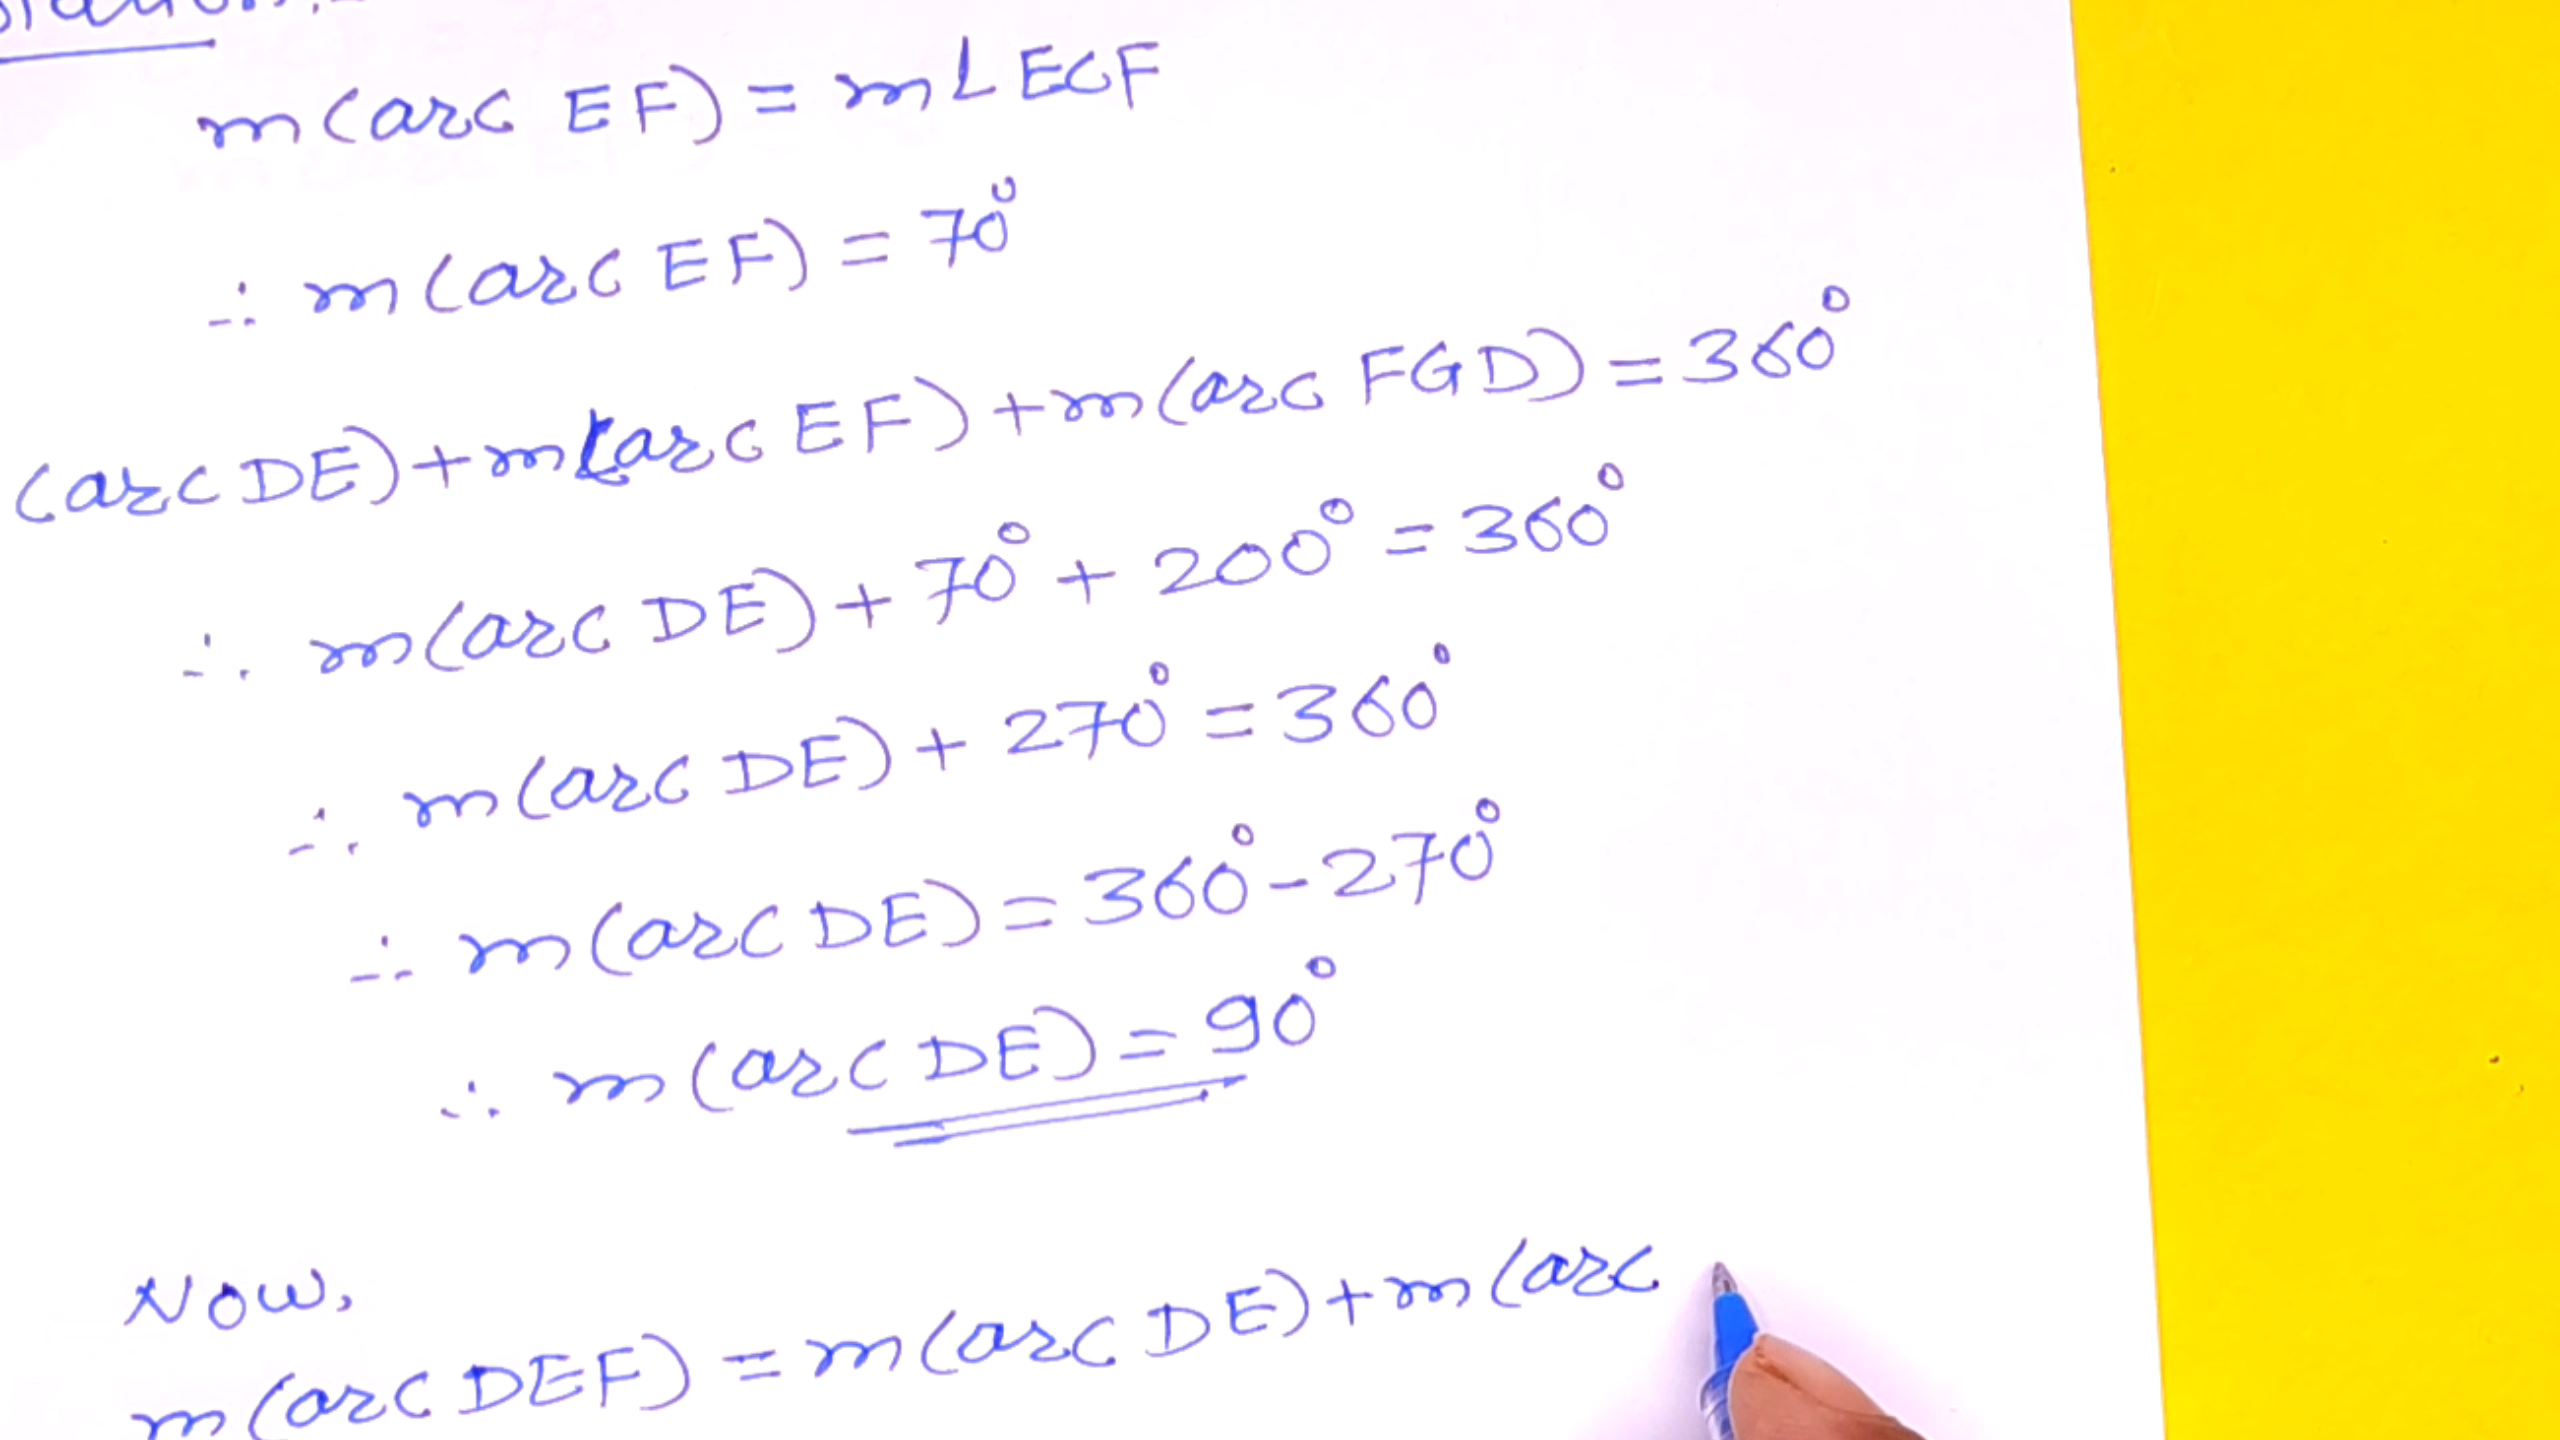 m(arc EF) = m∠ECF
∴ m(arc EF) = 70°
(arc DE) + m(arc EF) + m(arc FGD) = 360°
∴ m(arc DE) + 70° + 200° = 360°
∴ m(arc DE) + 270° = 360°
∴ m(arc DE) = 360° - 270°
∴ m(arc DE) = 90°
Now,
m(arc DEF) = m(arc DE) + m(arc